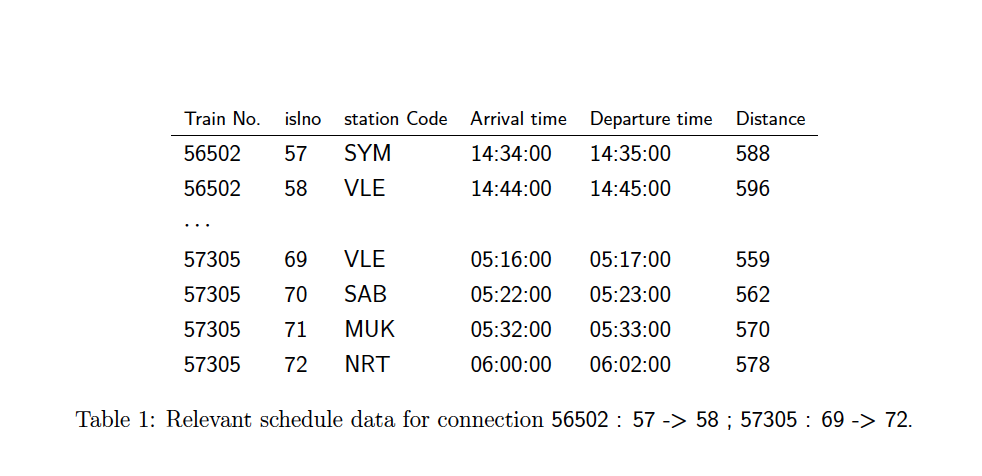 Train No. islno station Code Arrival time Departure time Distance
56502 57 SYM 14:34:00 14:35:00 588
56502 58 VLE 14:44:00 14:45:00 596
...
57305 69 VLE 05:16:00 05:17:00 559
57305 70 SAB 05:22:00 05:23:00 562
57305 71 MUK 05:32:00 05:33:00 570
57305 72 NRT 06:00:00 06:02:00 578
Table 1: Relevant schedule data for connection 56502 : 57 -> 58 ; 57305 : 69 -> 72.